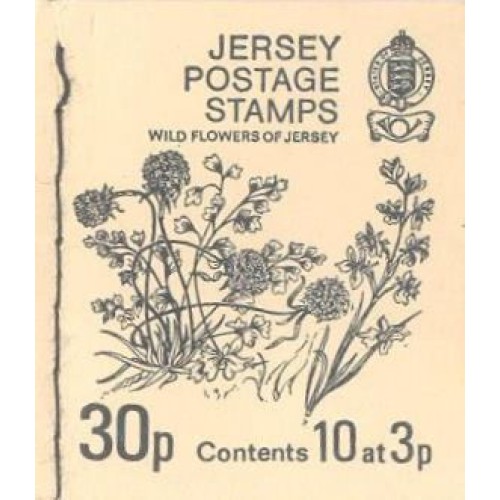 JERSEY
POSTAGE
STAMPS
WILD FLOWERS OF JERSEY
30p Contents 10 at 3p